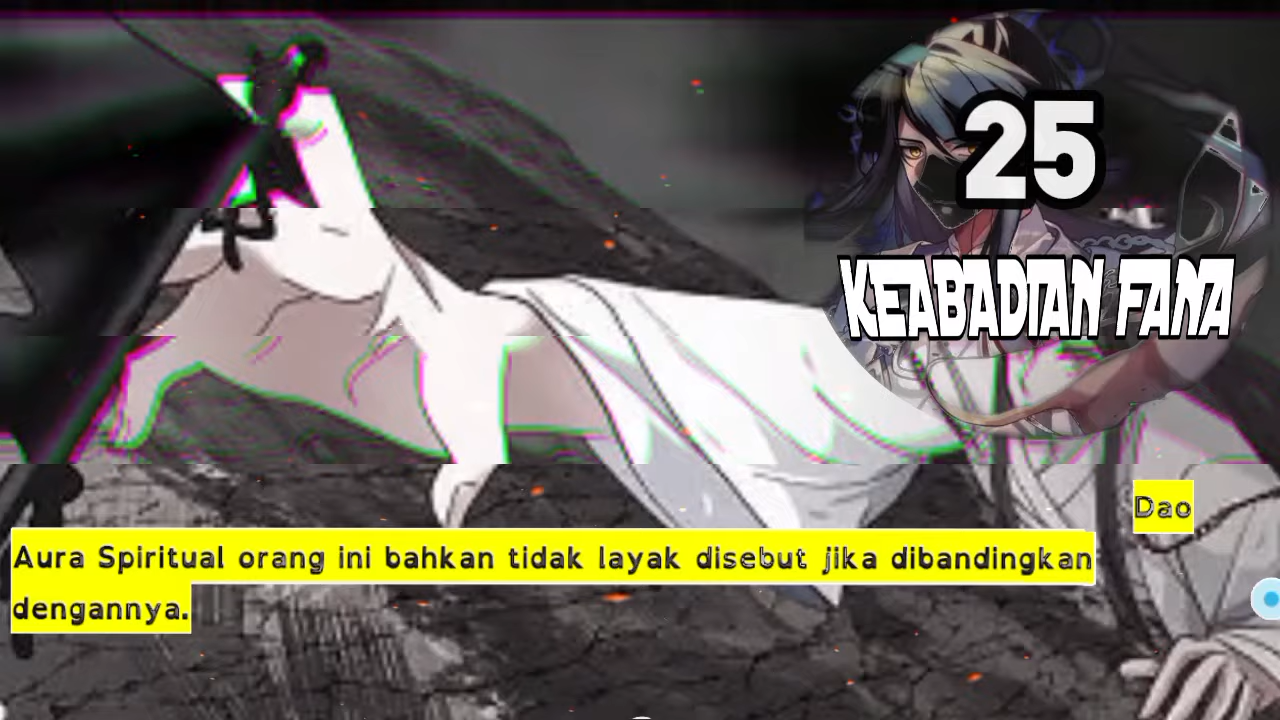 25
KEABADIAN FANA
Dao
Aura Spiritual orang ini bahkan tidak layak disebut jika dibandingkan
dengannya.